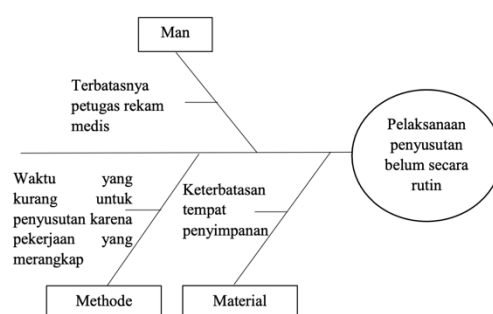 Man
Terbatasnya
petugas rekam
medis
Pelaksanaan
penyusutan
belum secara
rutin
Waktu yang
kurang untuk
penyusutan karena
pekerjaan yang
merangkap
Keterbatasan
tempat
penyimpanan
Methode
Material